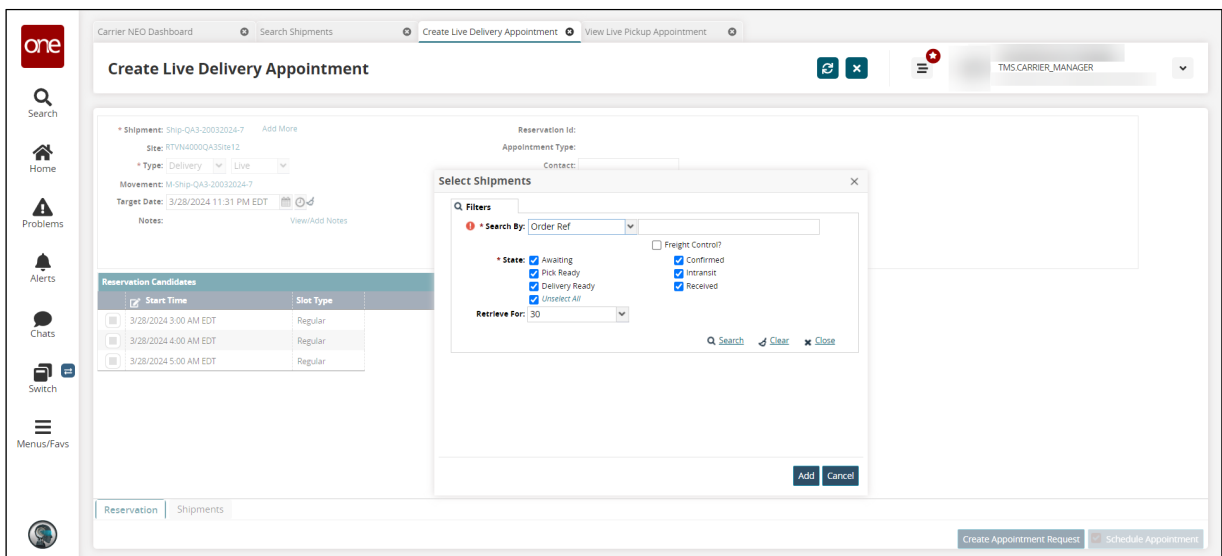 one
Carrier NEO Dashboard Search Shipments Create Live Delivery Appointment View Live Pickup Appointment
Create Live Delivery Appointment
TMS.CARRIER_MANAGER
Search
Home
Problems
Alerts
Chats
Switch
Menus/Favs
* Shipment: Ship-QA3-20032024-7 Add More
Site: RTVN4000QA3Site12
* Type: Delivery Live
Movement: M-Ship-QA3-20032024-7
Target Date: 3/28/2024 11:31 PM EDT
Notes: View/Add Notes
Reservation Id:
Appointment Type:
Contact:
Reservation Candidates
Start Time Slot Type
3/28/2024 3:00 AM EDT Regular
3/28/2024 4:00 AM EDT Regular
3/28/2024 5:00 AM EDT Regular
Select Shipments
Filters
* Search By: Order Ref
Freight Control?
* State: Awaiting Confirmed
Pick Ready Intransit
Delivery Ready Received
Unselect All
Retrieve For: 30
Search Clear Close
Add Cancel
Reservation Shipments
Create Appointment Request Schedule Appointment